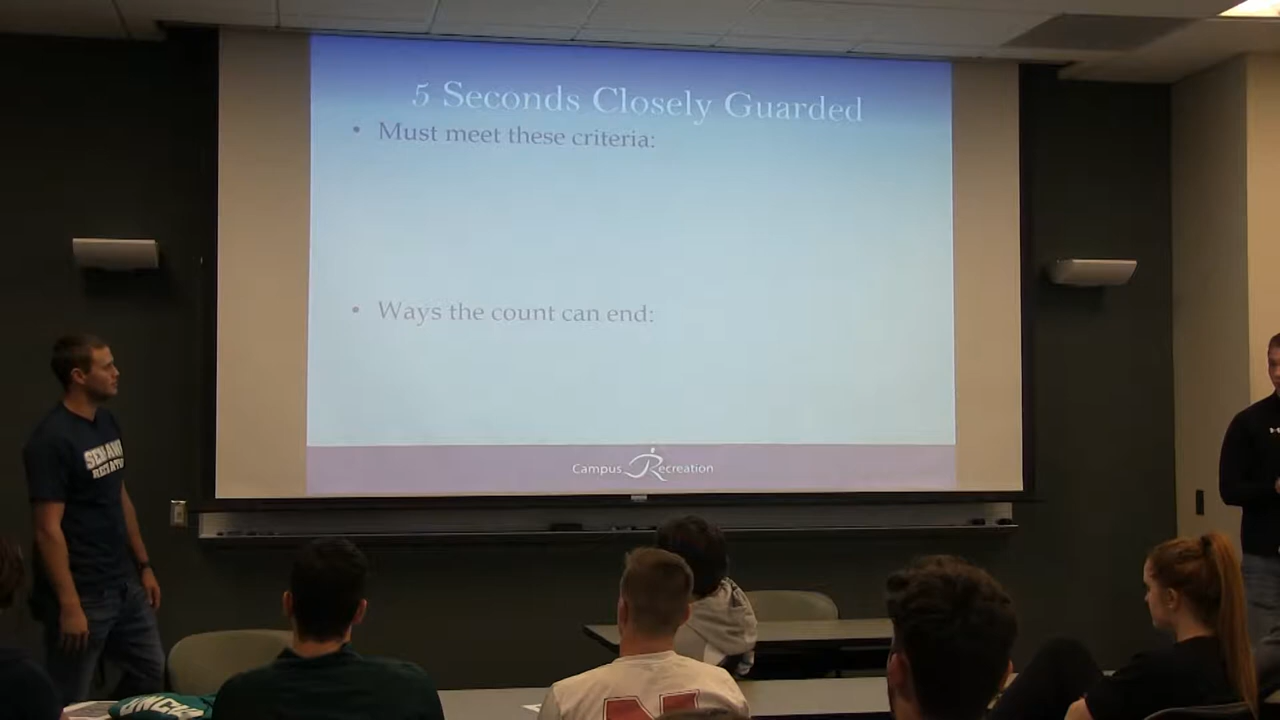 5 Seconds Closely Guarded
• Must meet these criteria:
• Ways the count can end:
Campus Recreation
N